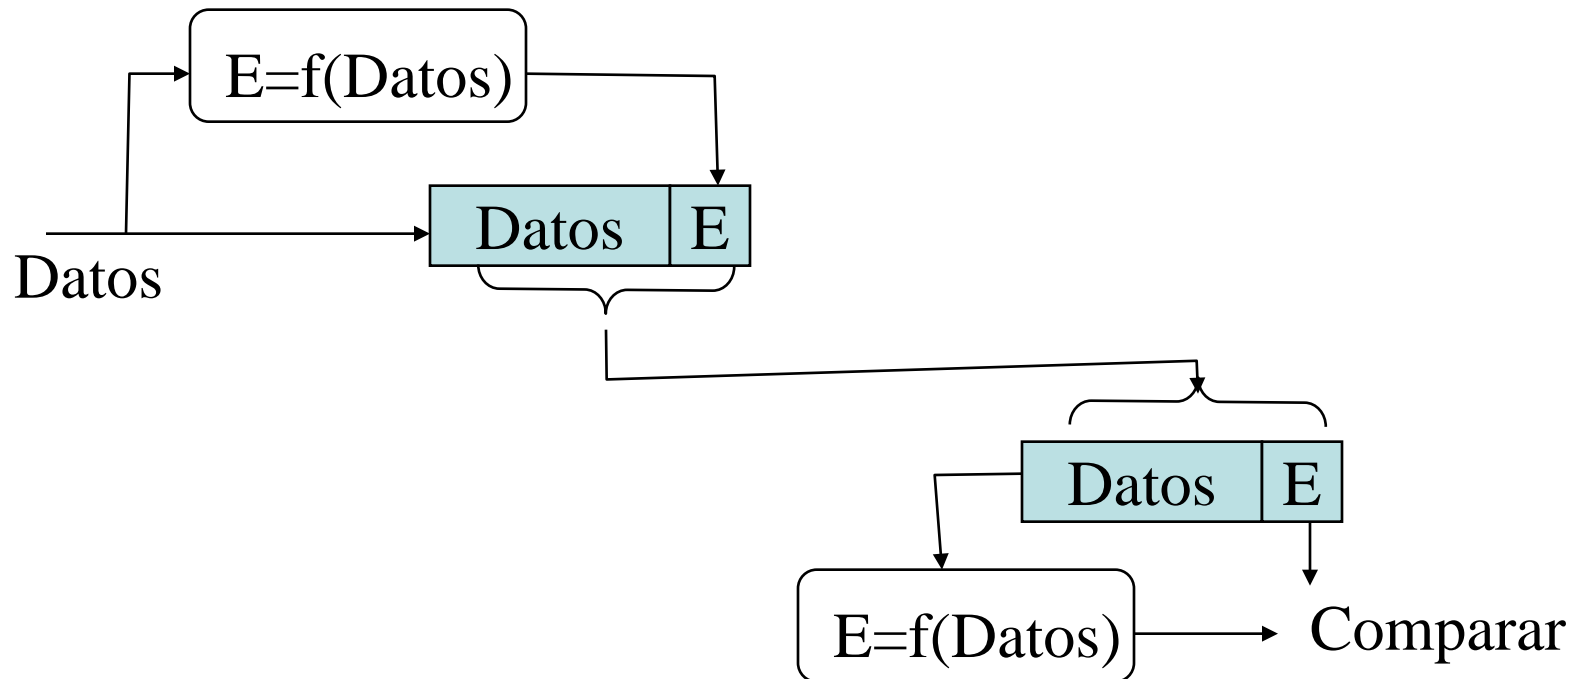 E=f(Datos)
Datos E
Datos
Datos E
E=f(Datos)
Comparar